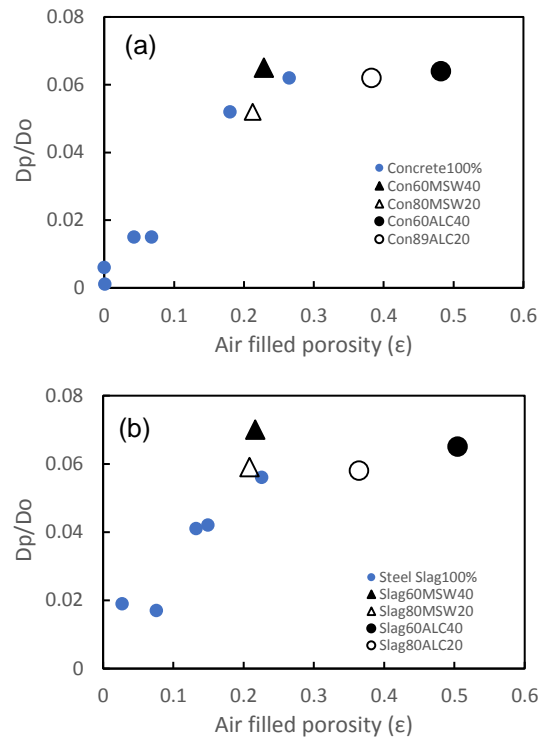 (a)
0.08
0.06
0.04
0.02
0
Dp/Do
Concrete100%
Con60MSW40
Con80MSW20
Con60ALC40
Con89ALC20
0 0.1 0.2 0.3 0.4 0.5 0.6
Air filled porosity (ε)
(b)
0.08
0.06
0.04
0.02
0
Dp/Do
Steel Slag100%
Slag60MSW40
Slag80MSW20
Slag60ALC40
Slag80ALC20
0 0.1 0.2 0.3 0.4 0.5 0.6
Air filled porosity (ε)